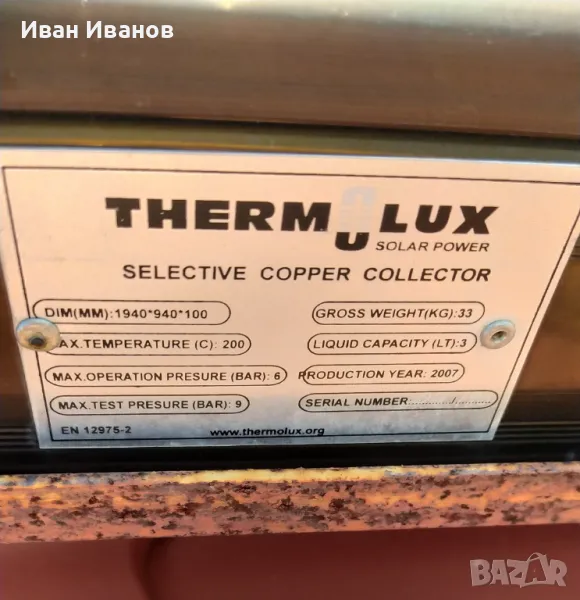 Иван Иванов
THERMOLUX
SOLAR POWER
SELECTIVE COPPER COLLECTOR
DIM(MM):1940*940*100
GROSS WEIGHT(KG):33
AX.TEMPERATURE (C): 200
LIQUID CAPACITY (LT):3
MAX.OPERATION PRESURE (BAR): 6
PRODUCTION YEAR: 2007
MAX.TEST PRESURE (BAR): 9
SERIAL NUMBER............/...........
EN 12975-2
www.thermolux.org
BAZAR